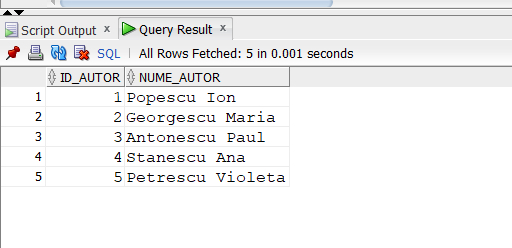 Script Output x Query Result x
SQL | All Rows Fetched: 5 in 0.001 seconds
ID_AUTOR NUME_AUTOR
1 1 Popescu Ion
2 2 Georgescu Maria
3 3 Antonescu Paul
4 4 Stanescu Ana
5 5 Petrescu Violeta